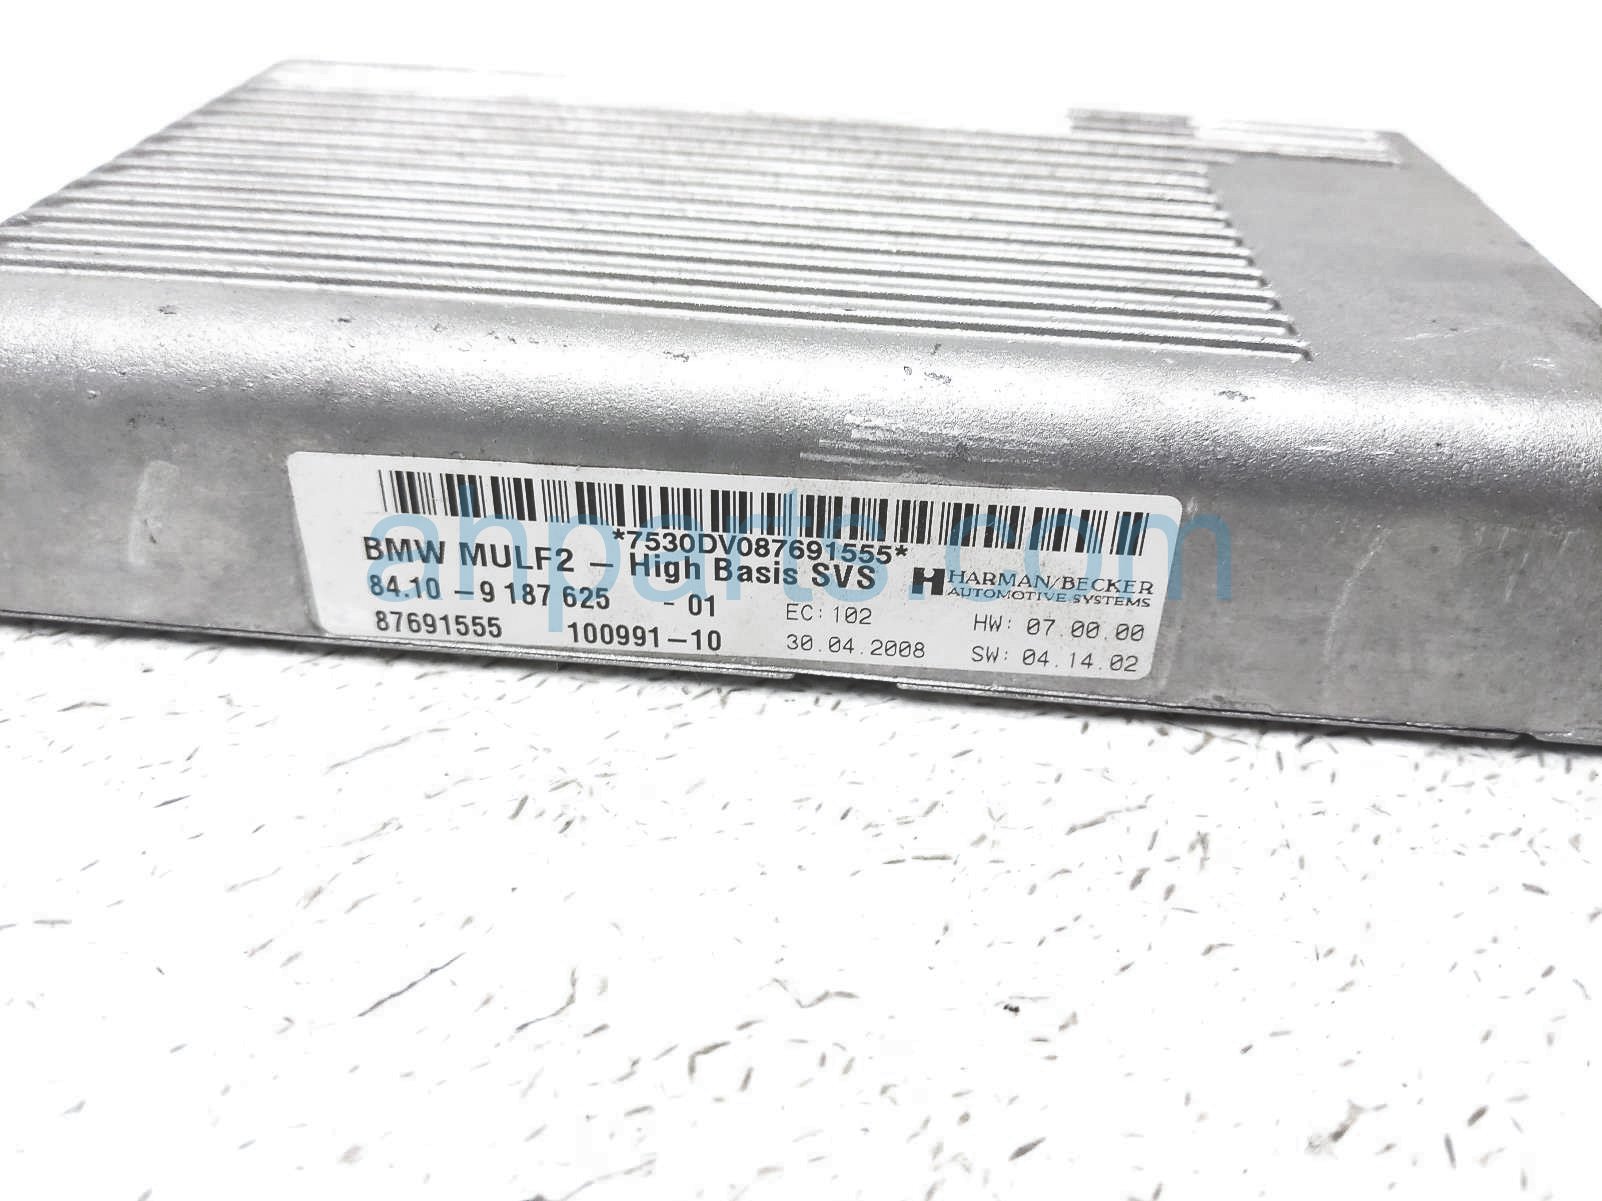 *7530DV087691555*
BMW MULF2 – High Basis SVS
HARMAN/BECKER
AUTOMOTIVE SYSTEMS
84.10 – 9 187 625 - 01
EC: 102
HW: 07.00.00
87691555 100991–10
30.04.2008
SW: 04.14.02
ahparts.com